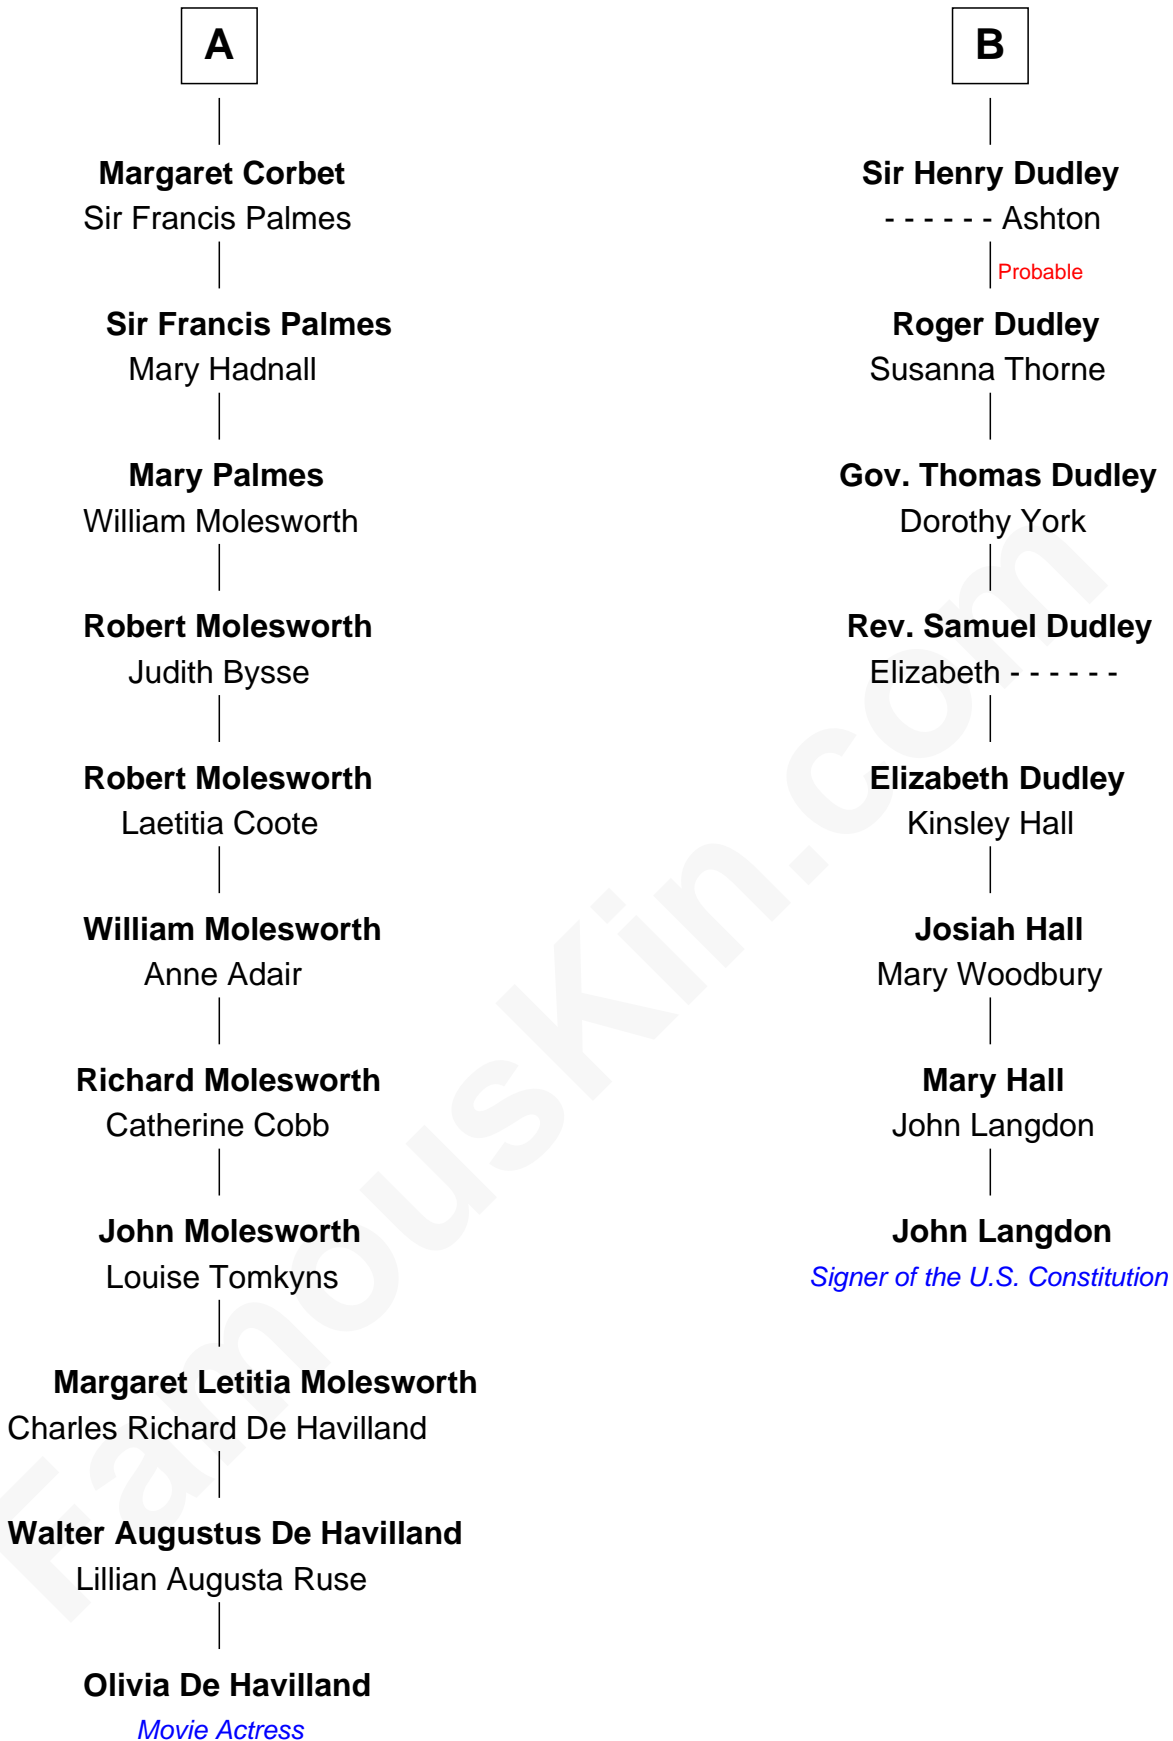 A
Margaret Corbet
Sir Francis Palmes
Sir Francis Palmes
Mary Hadnall
Mary Palmes
William Molesworth
Robert Molesworth
Judith Bysse
Robert Molesworth
Laetitia Coote
William Molesworth
Anne Adair
Richard Molesworth
Catherine Cobb
John Molesworth
Louise Tomkyns
Margaret Letitia Molesworth
Charles Richard De Havilland
Walter Augustus De Havilland
Lillian Augusta Ruse
Olivia De Havilland
Movie Actress
B
Sir Henry Dudley
- - - - - - Ashton
Probable
Roger Dudley
Susanna Thorne
Gov. Thomas Dudley
Dorothy York
Rev. Samuel Dudley
Elizabeth - - - - - -
Elizabeth Dudley
Kinsley Hall
Josiah Hall
Mary Woodbury
Mary Hall
John Langdon
John Langdon
Signer of the U.S. Constitution
FamousKin.com